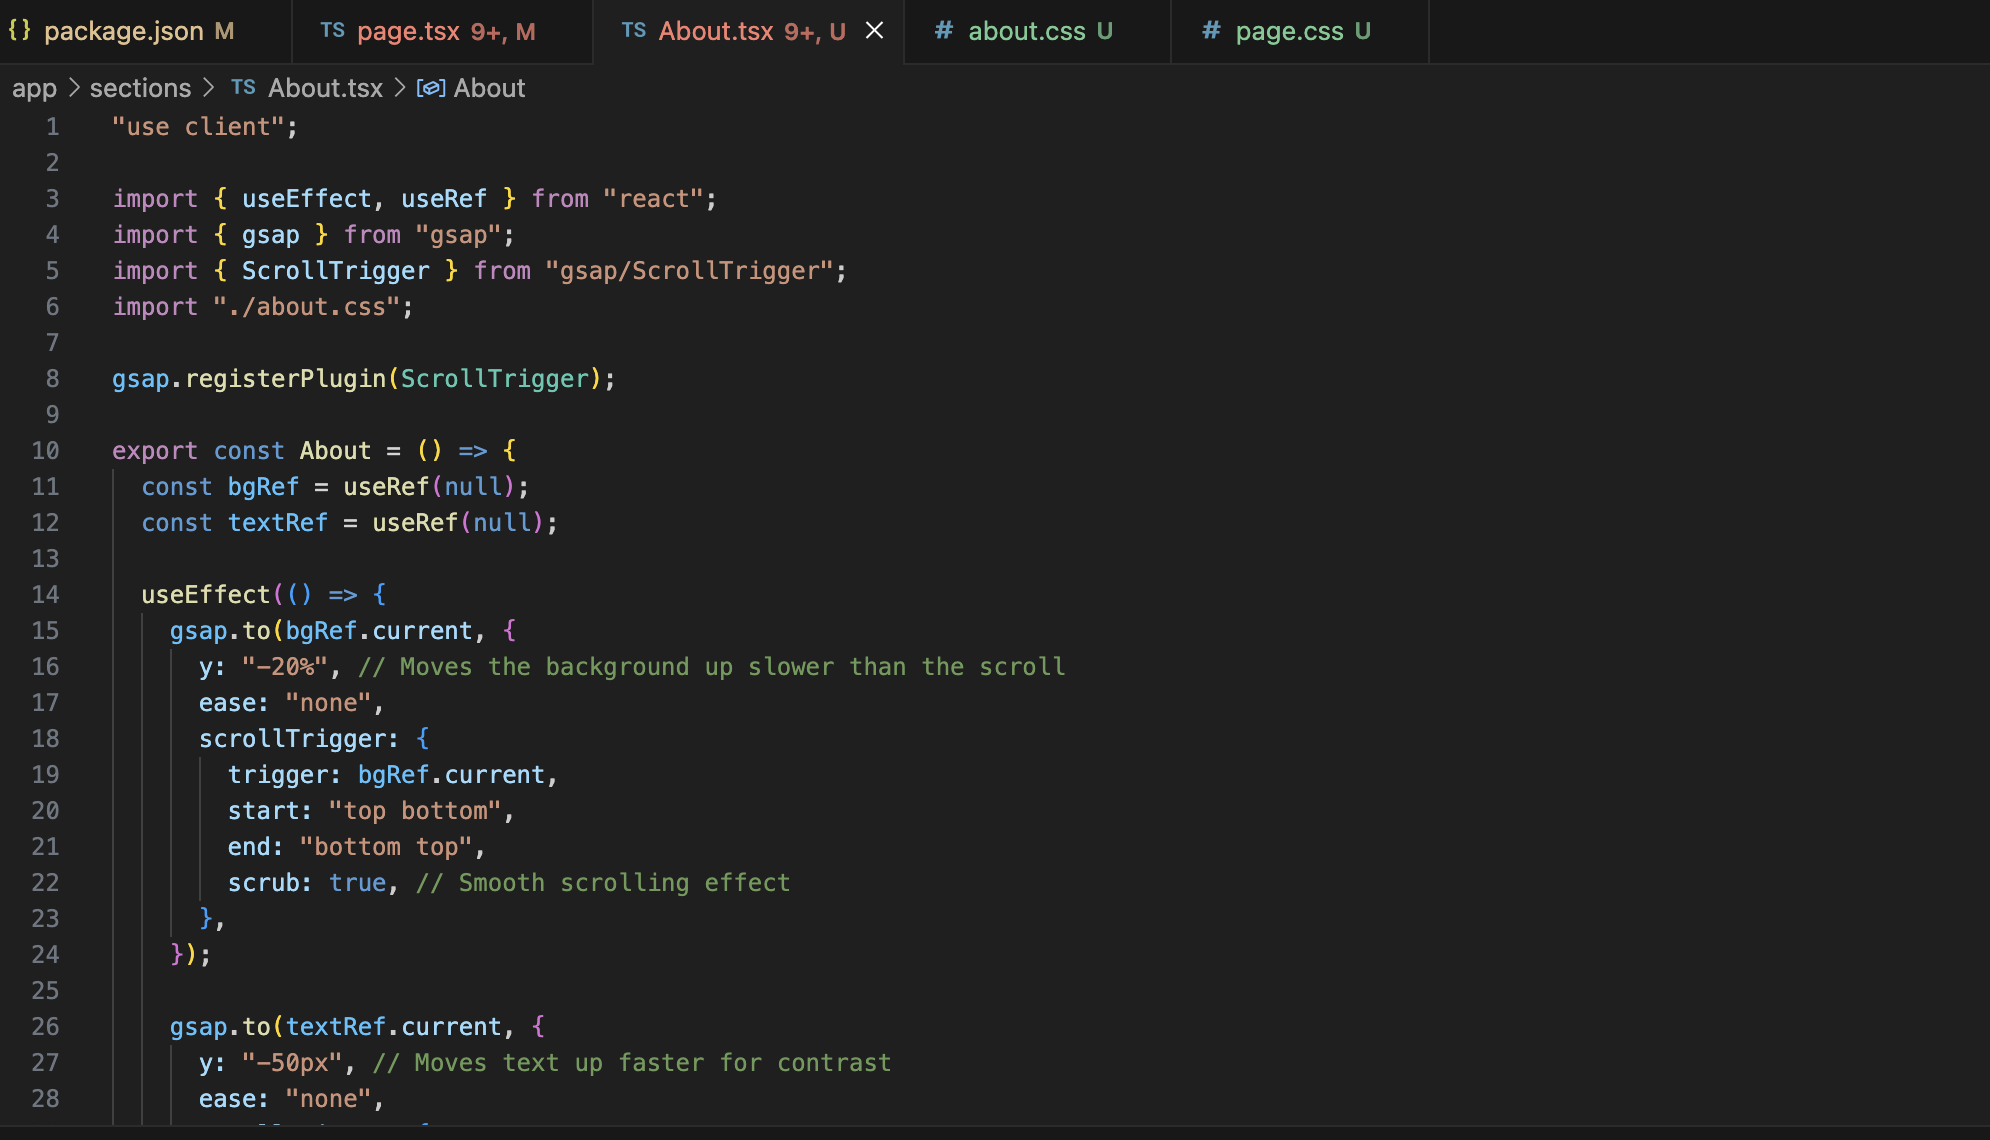 {} package.json M
TS page.tsx 9+, M
TS About.tsx 9+, U
# about.css U
# page.css U
app > sections > TS About.tsx > About
1 "use client";
2
3 import { useEffect, useRef } from "react";
4 import { gsap } from "gsap";
5 import { ScrollTrigger } from "gsap/ScrollTrigger";
6 import "./about.css";
7
8 gsap.registerPlugin(ScrollTrigger);
9
10 export const About = () => {
11 const bgRef = useRef(null);
12 const textRef = useRef(null);
13
14 useEffect(() => {
15 gsap.to(bgRef.current, {
16 y: "-20%", // Moves the background up slower than the scroll
17 ease: "none",
18 scrollTrigger: {
19 trigger: bgRef.current,
20 start: "top bottom",
21 end: "bottom top",
22 scrub: true, // Smooth scrolling effect
23 },
24 });
25
26 gsap.to(textRef.current, {
27 y: "-50px", // Moves text up faster for contrast
28 ease: "none",